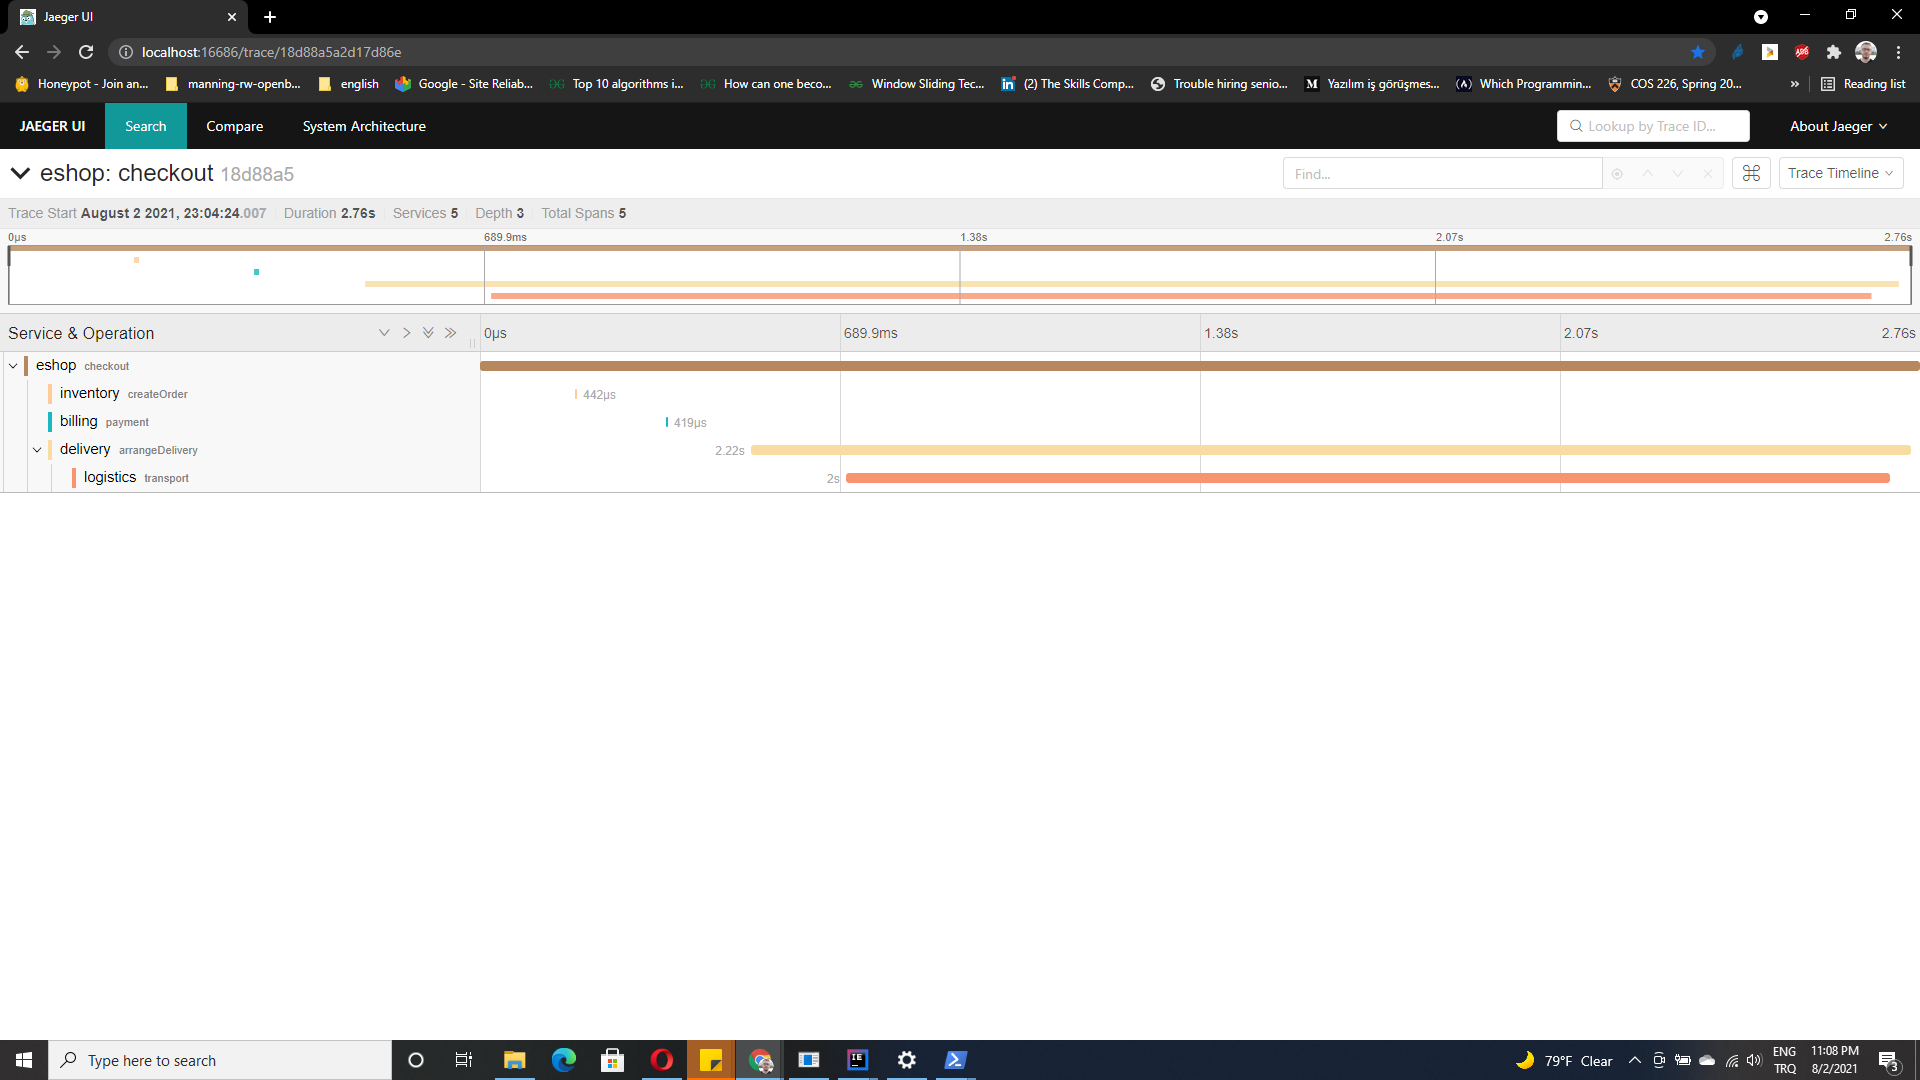 Jaeger UI
localhost:16686/trace/18d88a5a2d17d86e
Honeypot - Join an... manning-rw-openb... english Google - Site Reliab... Top 10 algorithms i... How can one beco... Window Sliding Tec... (2) The Skills Comp... Trouble hiring senio... Yazılım iş görüşmes... Which Programmin... COS 226, Spring 20... » Reading list
JAEGER UI Search Compare System Architecture Lookup by Trace ID... About Jaeger
eshop: checkout 18d88a5 Find... Trace Timeline
Trace Start August 2 2021, 23:04:24.007 Duration 2.76s Services 5 Depth 3 Total Spans 5
0μs 689.9ms 1.38s 2.07s 2.76s
Service & Operation 0μs 689.9ms 1.38s 2.07s 2.76s
eshop checkout
inventory createOrder 442μs
billing payment 419μs
delivery arrangeDelivery 2.22s
logistics transport 2s
Type here to search 79°F Clear ENG 11:08 PM
TRQ 8/2/2021 3